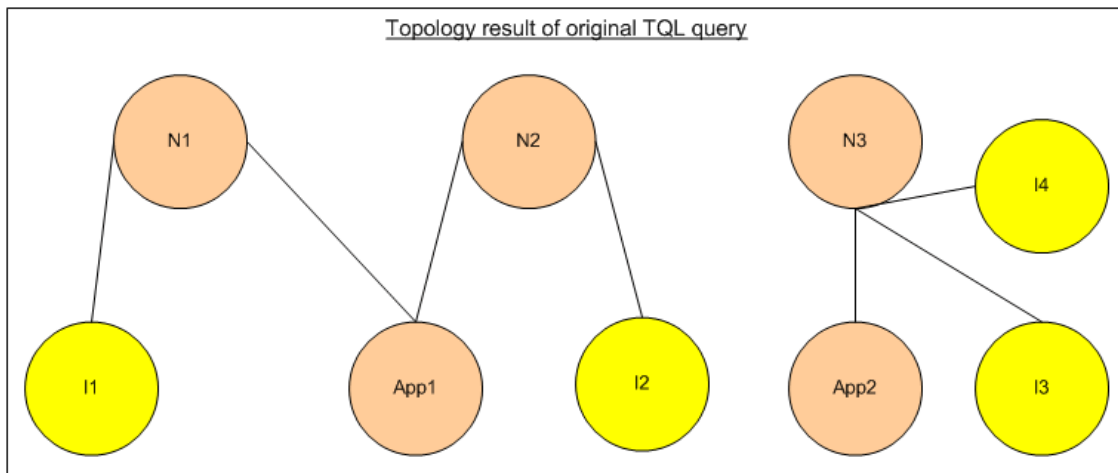 Topology result of original TQL query
N1
N2
N3
I4
I1
App1
I2
App2
I3